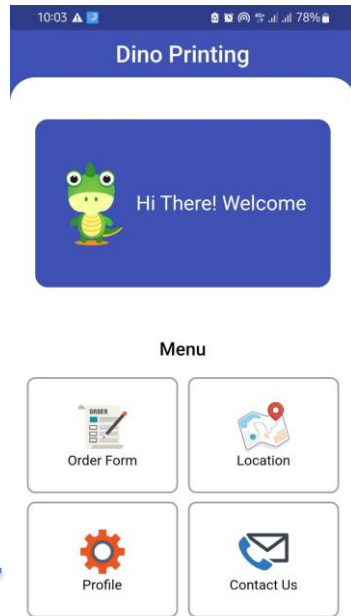 10:03 78%
Dino Printing
Hi There! Welcome
Menu
ORDER
Order Form
Location
Profile
Contact Us